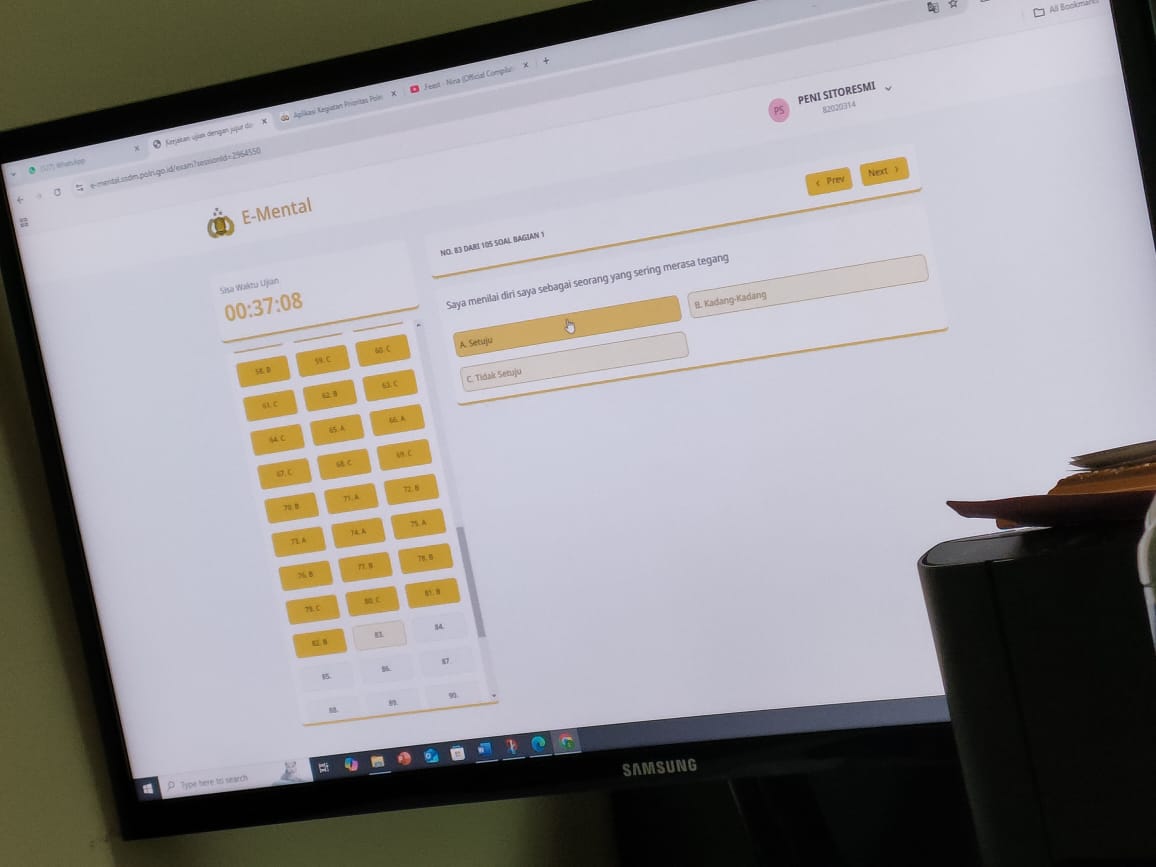 (127) WhatsApp
Kerjakan ujian dengan jujur da
Aplikasi Kegiatan Prioritas Polri
.Feast - Nina (Official Compila
e-mental.ssdm.polri.go.id/exam?sessionId=2964550
All Bookmarks
PS
PENI SITORESMI
82020314
E-Mental
Prev
Next
Sisa Waktu Ujian
00:37:08
NO. 83 DARI 105 SOAL BAGIAN 1
Saya menilai diri saya sebagai seorang yang sering merasa tegang
A. Setuju
B. Kadang-Kadang
C. Tidak Setuju
58. B
59. C
60. C
61. C
62. B
63. C
64. C
65. A
66. A
67. C
68. C
69. C
70. B
71. A
72. B
73. A
74. A
75. A
76. B
77. B
78. B
79. C
80. C
81. B
82. B
83.
84.
85.
86.
87.
88.
89.
90.
Type here to search
SAMSUNG